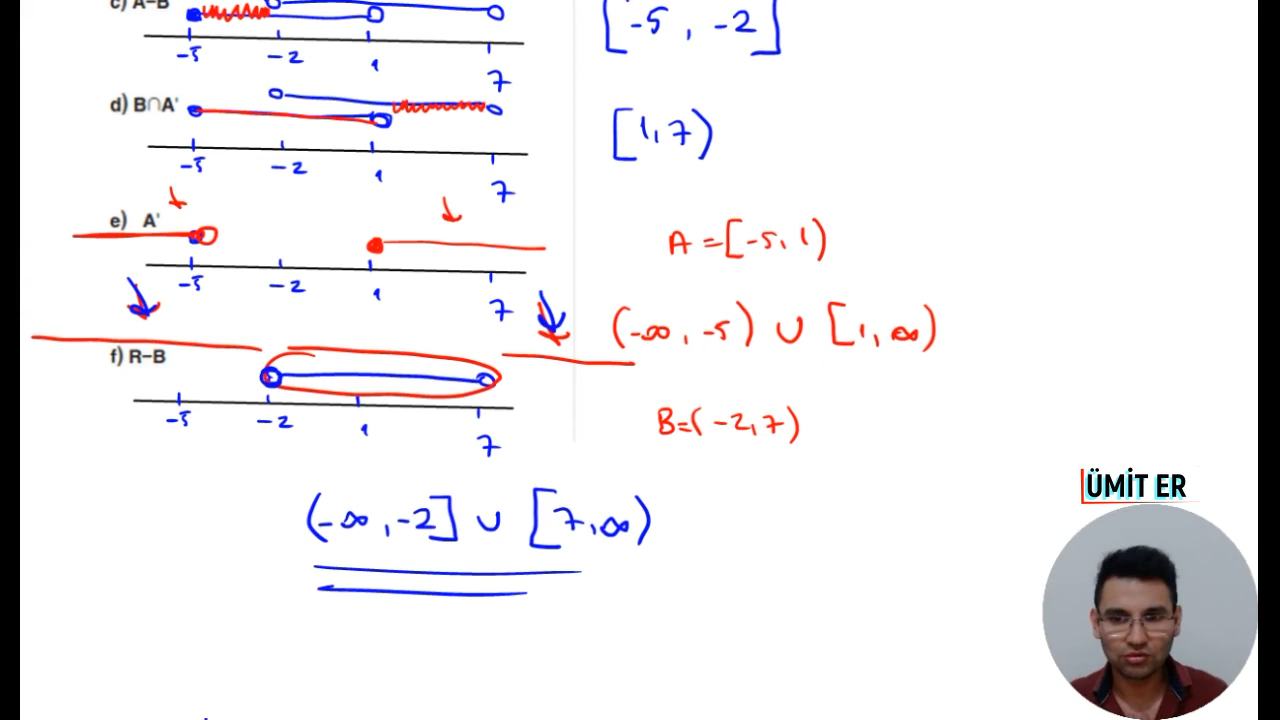 c) A–B
[-5, -2]
-5 -2 1 7
d) B∩A'
[1,7)
-5 -2 1 7
e) A'
A = [-5, 1)
-5 -2 1 7
(-∞, -5) ∪ [1, ∞)
f) R–B
B=(-2,7)
-5 -2 1 7
ÜMİT ER
(-∞, -2] ∪ [7, ∞)